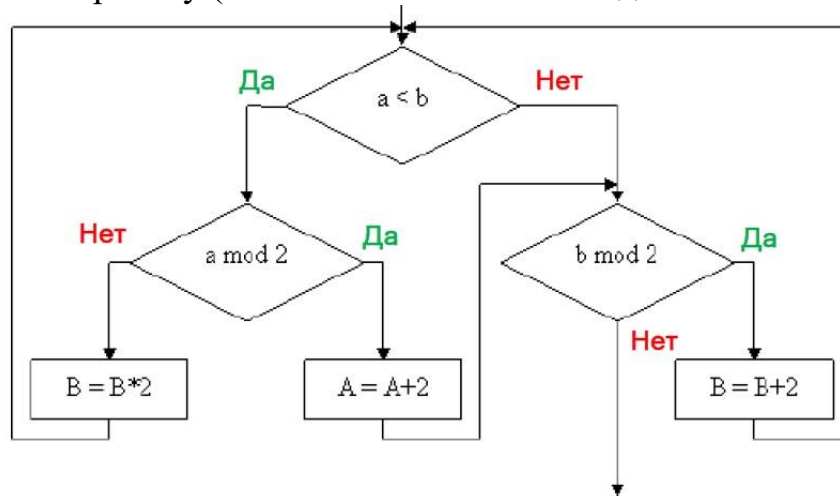 Да
a < b
Нет
Нет
a mod 2
Да
b mod 2
Да
Нет
B = B*2
A = A+2
B = B+2